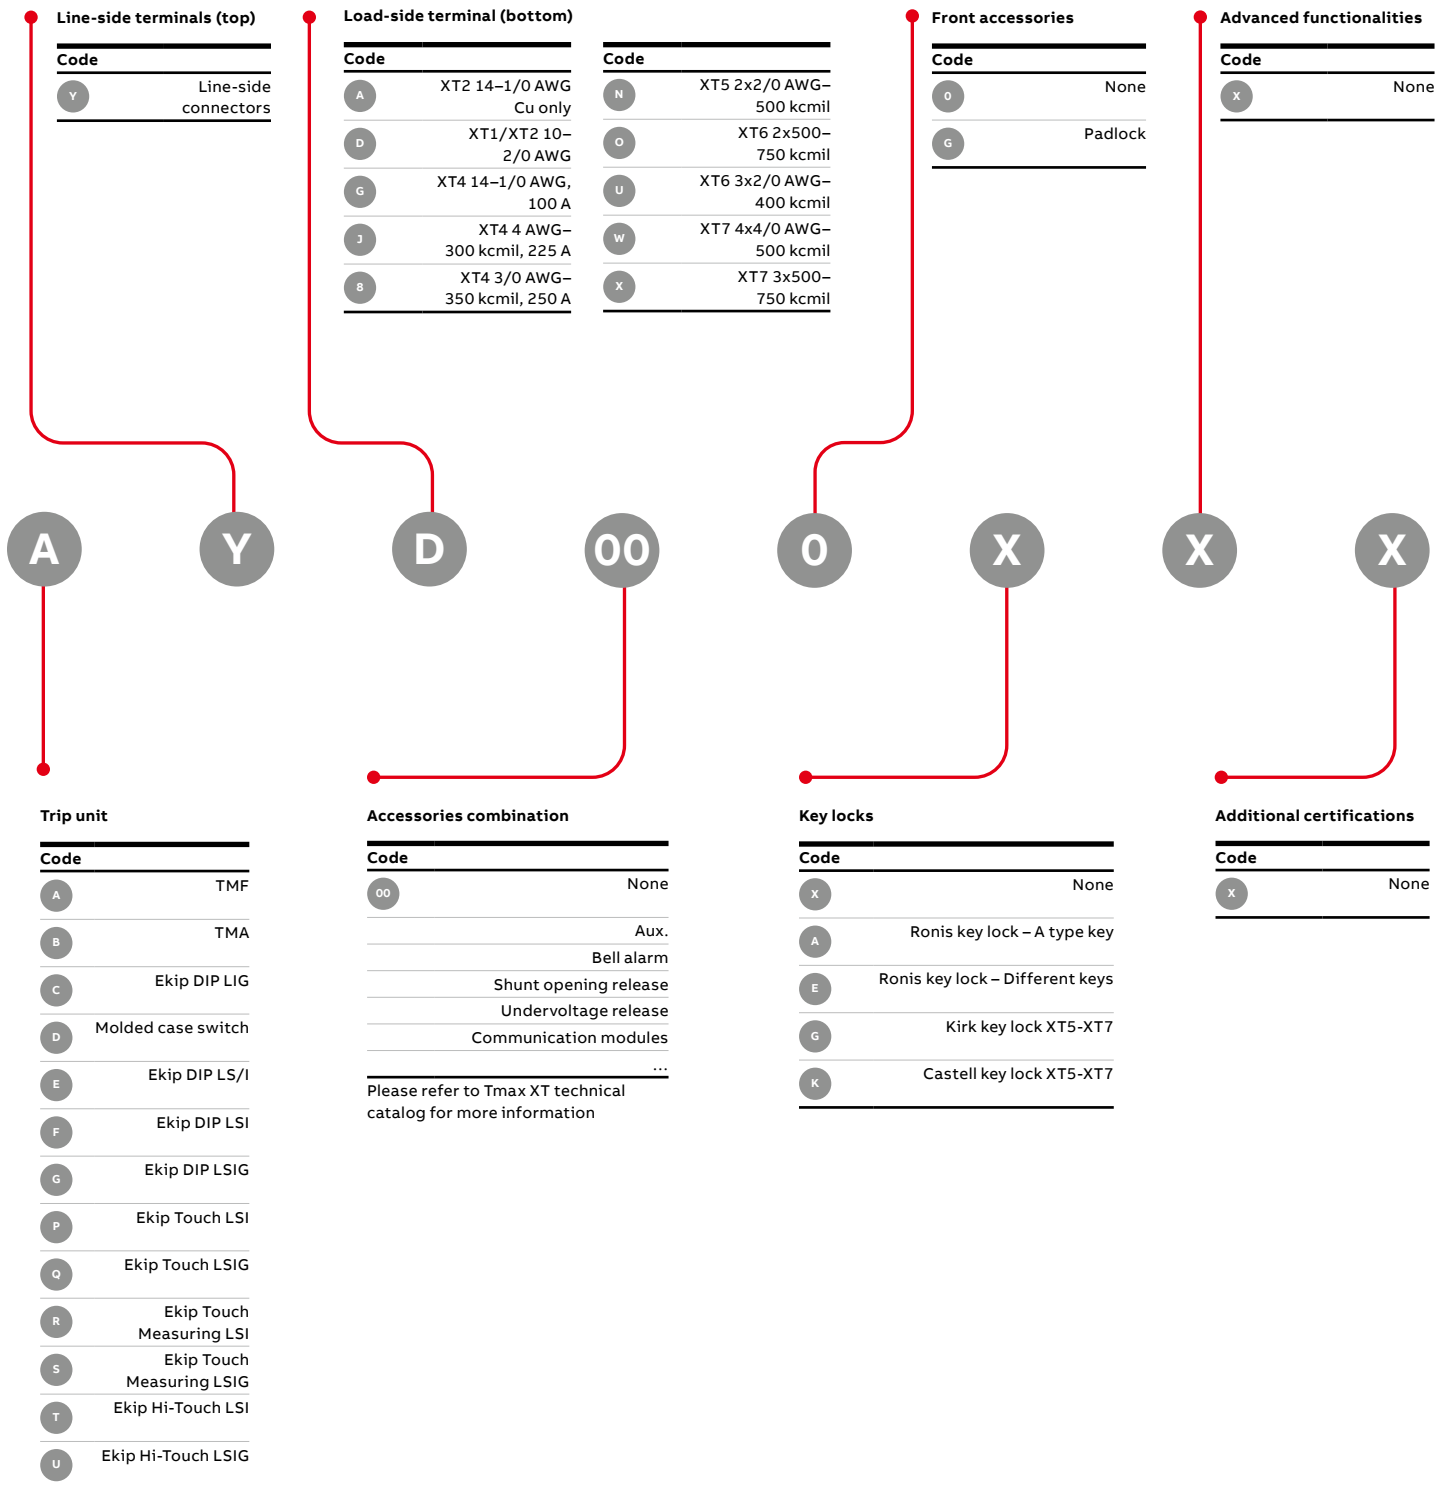 Line-side terminals (top)
Code
Y
Line-side
connectors
Load-side terminal (bottom)
Code
A
XT2 14–1/0 AWG
Cu only
D
XT1/XT2 10–
2/0 AWG
G
XT4 14–1/0 AWG,
100 A
J
XT4 4 AWG–
300 kcmil, 225 A
8
XT4 3/0 AWG–
350 kcmil, 250 A
Code
N
XT5 2x2/0 AWG–
500 kcmil
O
XT6 2x500–
750 kcmil
U
XT6 3x2/0 AWG–
400 kcmil
W
XT7 4x4/0 AWG–
500 kcmil
X
XT7 3x500–
750 kcmil
Front accessories
Code
0
None
G
Padlock
Advanced functionalities
Code
X
None
A
Y
D
00
0
X
X
X
Trip unit
Code
A
TMF
B
TMA
C
Ekip DIP LIG
D
Molded case switch
E
Ekip DIP LS/I
F
Ekip DIP LSI
G
Ekip DIP LSIG
P
Ekip Touch LSI
Q
Ekip Touch LSIG
R
Ekip Touch
Measuring LSI
S
Ekip Touch
Measuring LSIG
T
Ekip Hi-Touch LSI
U
Ekip Hi-Touch LSIG
Accessories combination
Code
00
None
Aux.
Bell alarm
Shunt opening release
Undervoltage release
Communication modules
...
Please refer to Tmax XT technical
catalog for more information
Key locks
Code
X
None
A
Ronis key lock – A type key
E
Ronis key lock – Different keys
G
Kirk key lock XT5-XT7
K
Castell key lock XT5-XT7
Additional certifications
Code
X
None